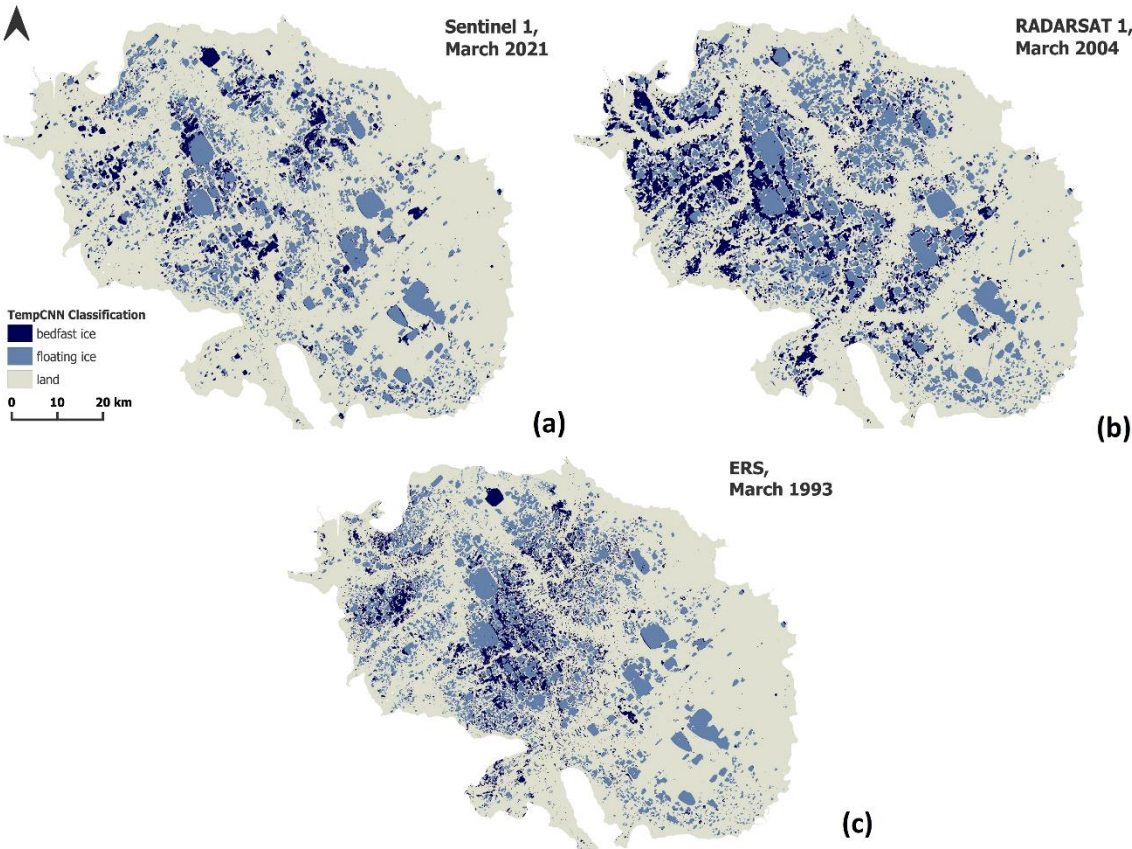 Sentinel 1,
March 2021
RADARSAT 1,
March 2004
TempCNN Classification
bedfast ice
floating ice
land
0 10 20 km
(a)
(b)
ERS,
March 1993
(c)